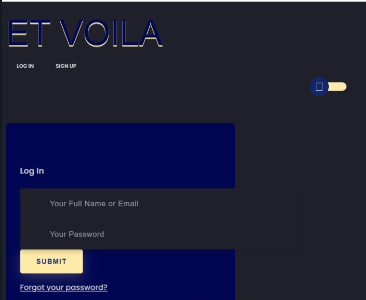 ET VOILA
LOG IN SIGN UP
Log In
Your Full Name or Email
Your Password
SUBMIT
Forgot your password?